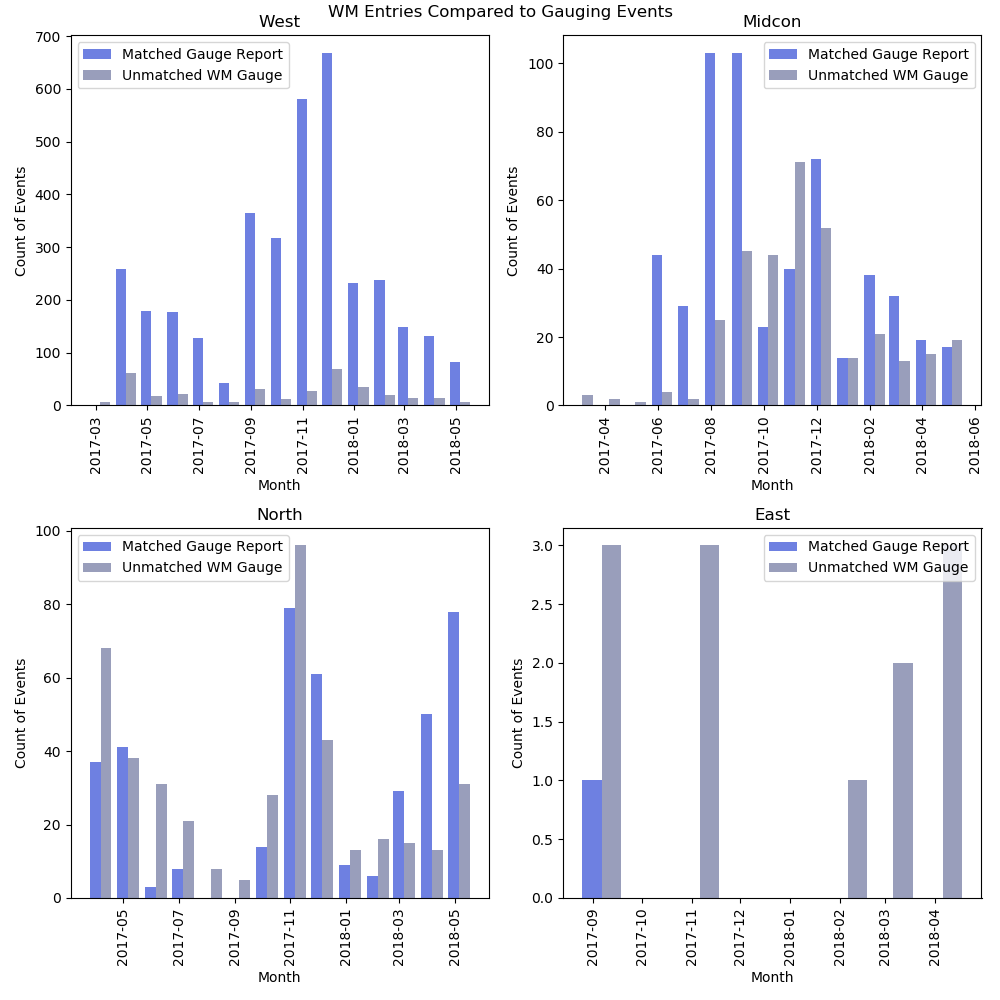 WM Entries Compared to Gauging Events
West
Matched Gauge Report
Unmatched WM Gauge
Count of Events
700
600
500
400
300
200
100
0
2017-03
2017-05
2017-07
2017-09
2017-11
2018-01
2018-03
2018-05
Month
Midcon
Matched Gauge Report
Unmatched WM Gauge
Count of Events
100
80
60
40
20
0
2017-04
2017-06
2017-08
2017-10
2017-12
2018-02
2018-04
2018-06
Month
North
Matched Gauge Report
Unmatched WM Gauge
Count of Events
100
80
60
40
20
0
2017-05
2017-07
2017-09
2017-11
2018-01
2018-03
2018-05
Month
East
Matched Gauge Report
Unmatched WM Gauge
Count of Events
3.0
2.5
2.0
1.5
1.0
0.5
0.0
2017-09
2017-10
2017-11
2017-12
2018-01
2018-02
2018-03
2018-04
Month